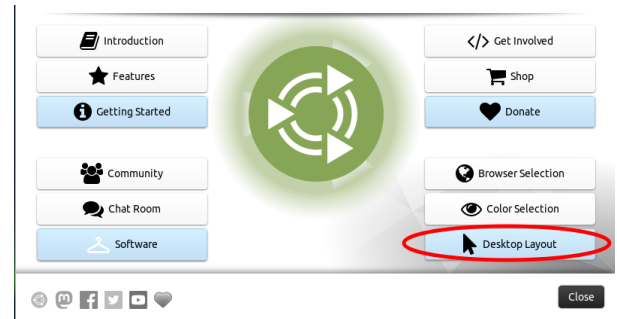 Introduction
Features
Getting Started
Community
Chat Room
Software
Get Involved
Shop
Donate
Browser Selection
Color Selection
Desktop Layout
Close